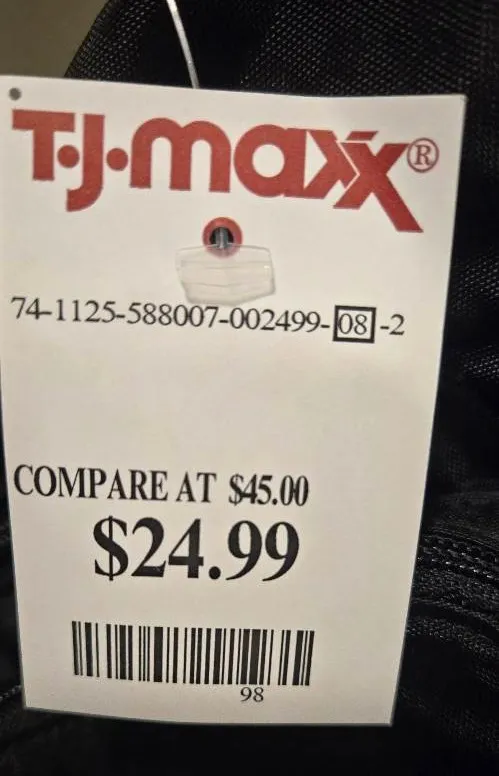 T.J.maxx®
74-1125-588007-002499-08-2
COMPARE AT $45.00
$24.99
98